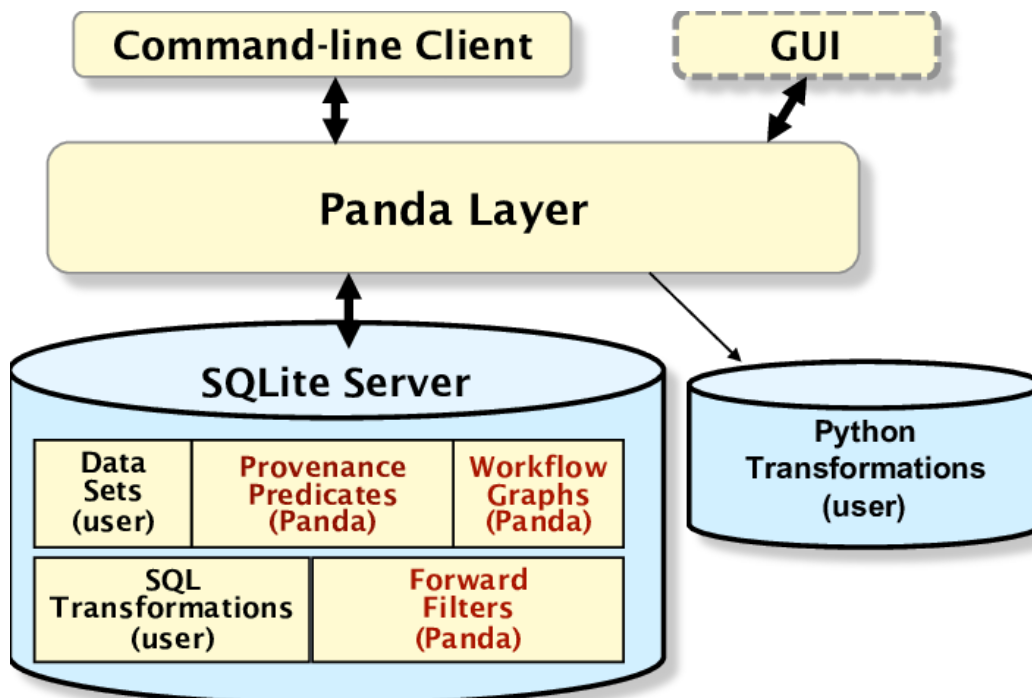 Command-line Client
GUI
Panda Layer
SQLite Server
Data
Sets
(user)
Provenance
Predicates
(Panda)
Workflow
Graphs
(Panda)
SQL
Transformations
(user)
Forward
Filters
(Panda)
Python
Transformations
(user)